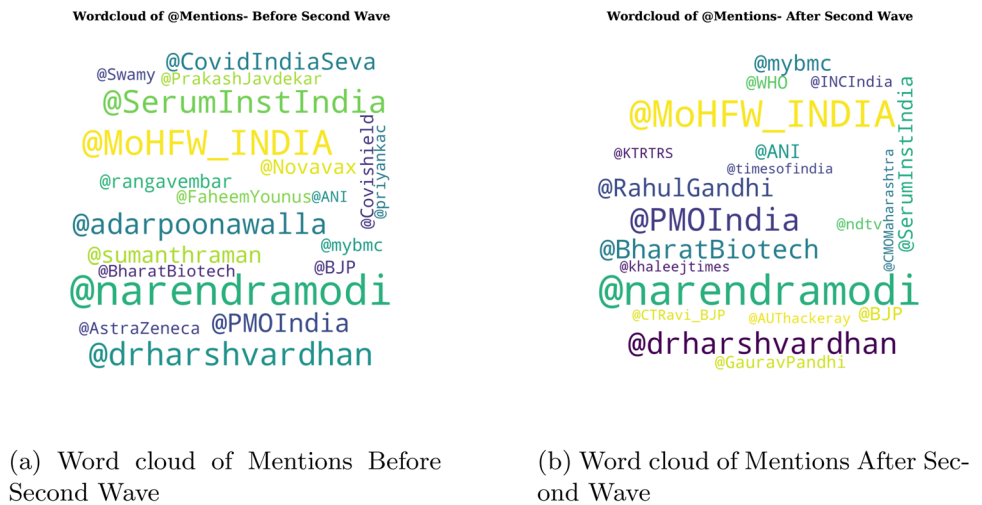 Wordcloud of @Mentions- Before Second Wave
@CovidIndiaSeva
@Swamy @PrakashJavdekar
@SerumInstIndia
@MoHFW_INDIA
@Covishield
@priyankac
@Novavax
@rangavembar
@FaheemYounus @ANI
@adarpoonawalla
@mybmc
@sumanthraman
@BharatBiotech @BJP
@narendramodi
@AstraZeneca @PMOIndia
@drharshvardhan
(a) Word cloud of Mentions Before
Second Wave
Wordcloud of @Mentions- After Second Wave
@mybmc
@WHO @INCIndia
@MoHFW_INDIA
@SerumInstIndia
@KTRTRS @ANI
@timesofindia
@CMOMaharashtra
@RahulGandhi
@PMOIndia @ndtv
@BharatBiotech
@khaleejtimes
@narendramodi
@CTRavi_BJP @AUThackeray @BJP
@drharshvardhan
@GauravPandhi
(b) Word cloud of Mentions After Sec-
ond Wave